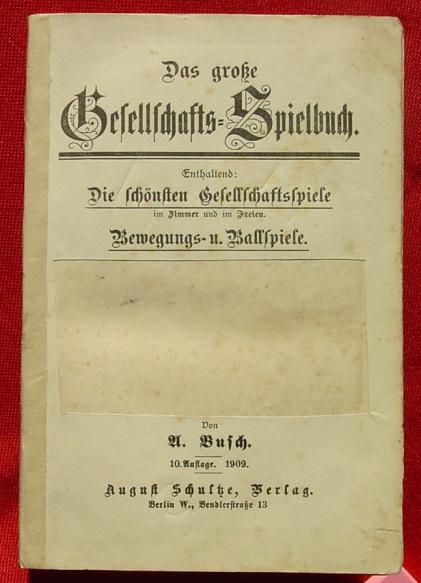 Das große
Geſellſchafts=Spielbuch.
Enthaltend:
Die ſchönſten Geſellſchaftsſpiele
im Zimmer und im Freien.
Bewegungs- u. Ballſpiele.
Von
A. Buſch.
10. Auflage. 1909.
Auguſt Schultze, Verlag.
Berlin W., Bendlerſtraße 13